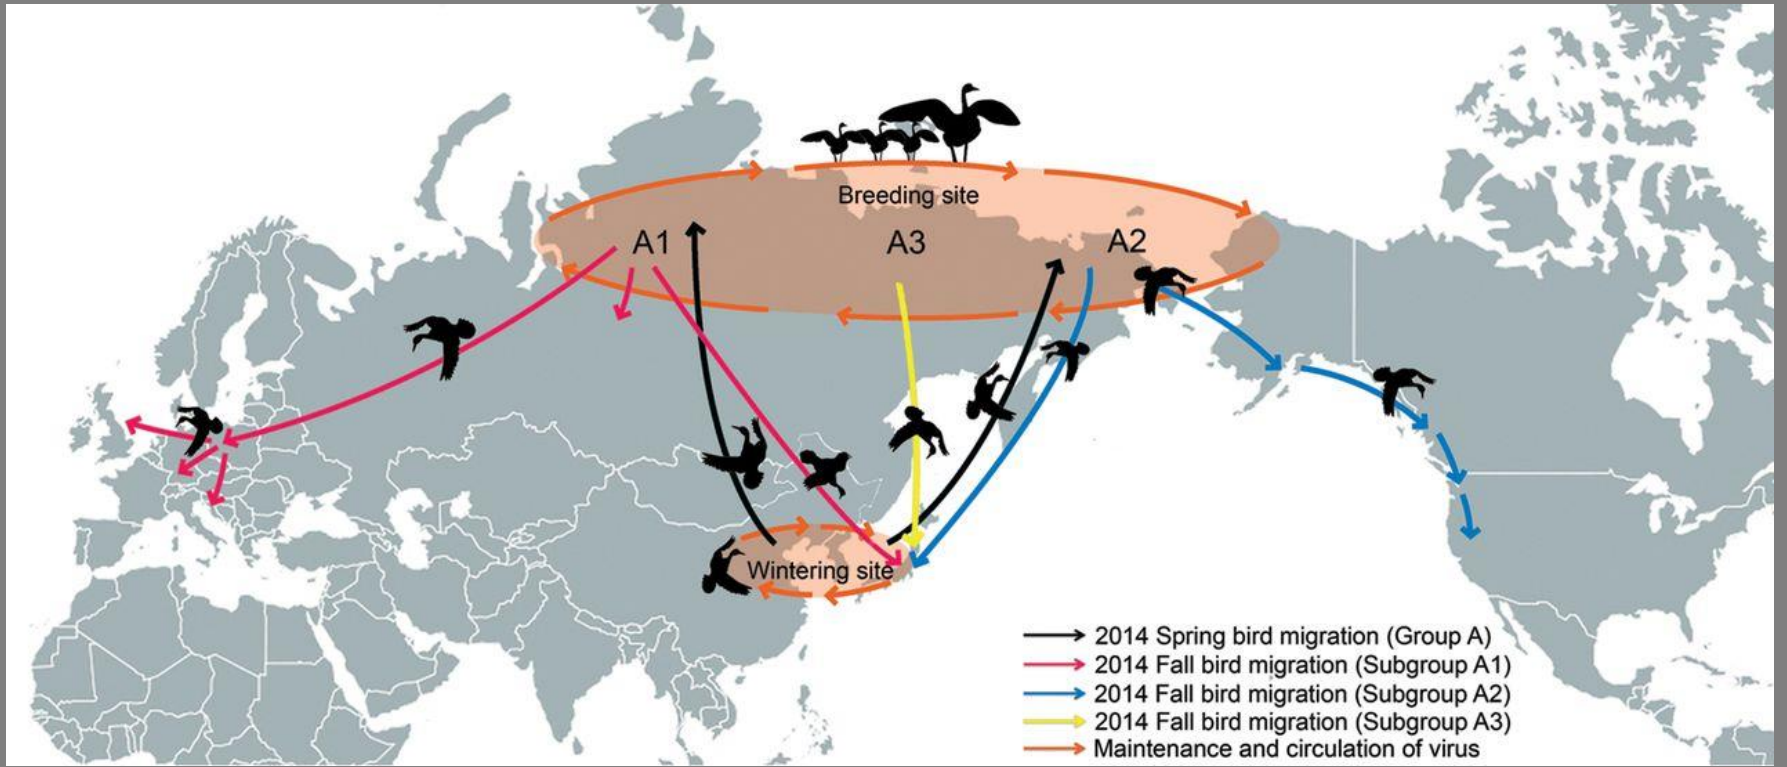 Breeding site
A1
A3
A2
Wintering site
2014 Spring bird migration (Group A)
2014 Fall bird migration (Subgroup A1)
2014 Fall bird migration (Subgroup A2)
2014 Fall bird migration (Subgroup A3)
Maintenance and circulation of virus